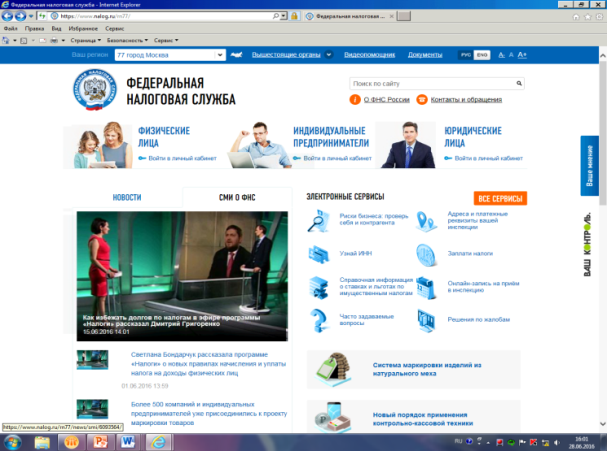 Федеральная налоговая служба - Internet Explorer
https://www.nalog.ru/rn77/
Федеральная налоговая ...
Файл Правка Вид Избранное Сервис
Страница Безопасность Сервис
Ваш регион 77 город Москва Вышестоящие органы Видеопомощник Документы РУС ENG A- A A+
ФЕДЕРАЛЬНАЯ
НАЛОГОВАЯ СЛУЖБА
Поиск по сайту
О ФНС России Контакты и обращения
ФИЗИЧЕСКИЕ
ЛИЦА
Войти в личный кабинет
ИНДИВИДУАЛЬНЫЕ
ПРЕДПРИНИМАТЕЛИ
Войти в личный кабинет
ЮРИДИЧЕСКИЕ
ЛИЦА
Войти в личный кабинет
Ваше мнение
ВАШ КОНТРОЛЬ.
НОВОСТИ СМИ О ФНС
Как избежать долгов по налогам в эфире программы
«Налоги» рассказал Дмитрий Григоренко
15.06.2016 14:01
Светлана Бондарчук рассказала программе
«Налоги» о новых правилах начисления и уплаты
налога на доходы физических лиц
01.06.2016 13:59
Более 500 компаний и индивидуальных
предпринимателей уже присоединились к проекту
маркировки товаров
ЭЛЕКТРОННЫЕ СЕРВИСЫ ВСЕ СЕРВИСЫ
Риски бизнеса: проверь
себя и контрагента
Адреса и платежные
реквизиты вашей
инспекции
Узнай ИНН
Заплати налоги
Справочная информация
о ставках и льготах по
имущественным налогам
Онлайн-запись на приём
в инспекцию
Часто задаваемые
вопросы
Решения по жалобам
Система маркировки изделий из
натурального меха
Новый порядок применения
контрольно-кассовой техники
https://www.nalog.ru/rn77/news/smi/6093564/
RU
16:01
28.06.2016